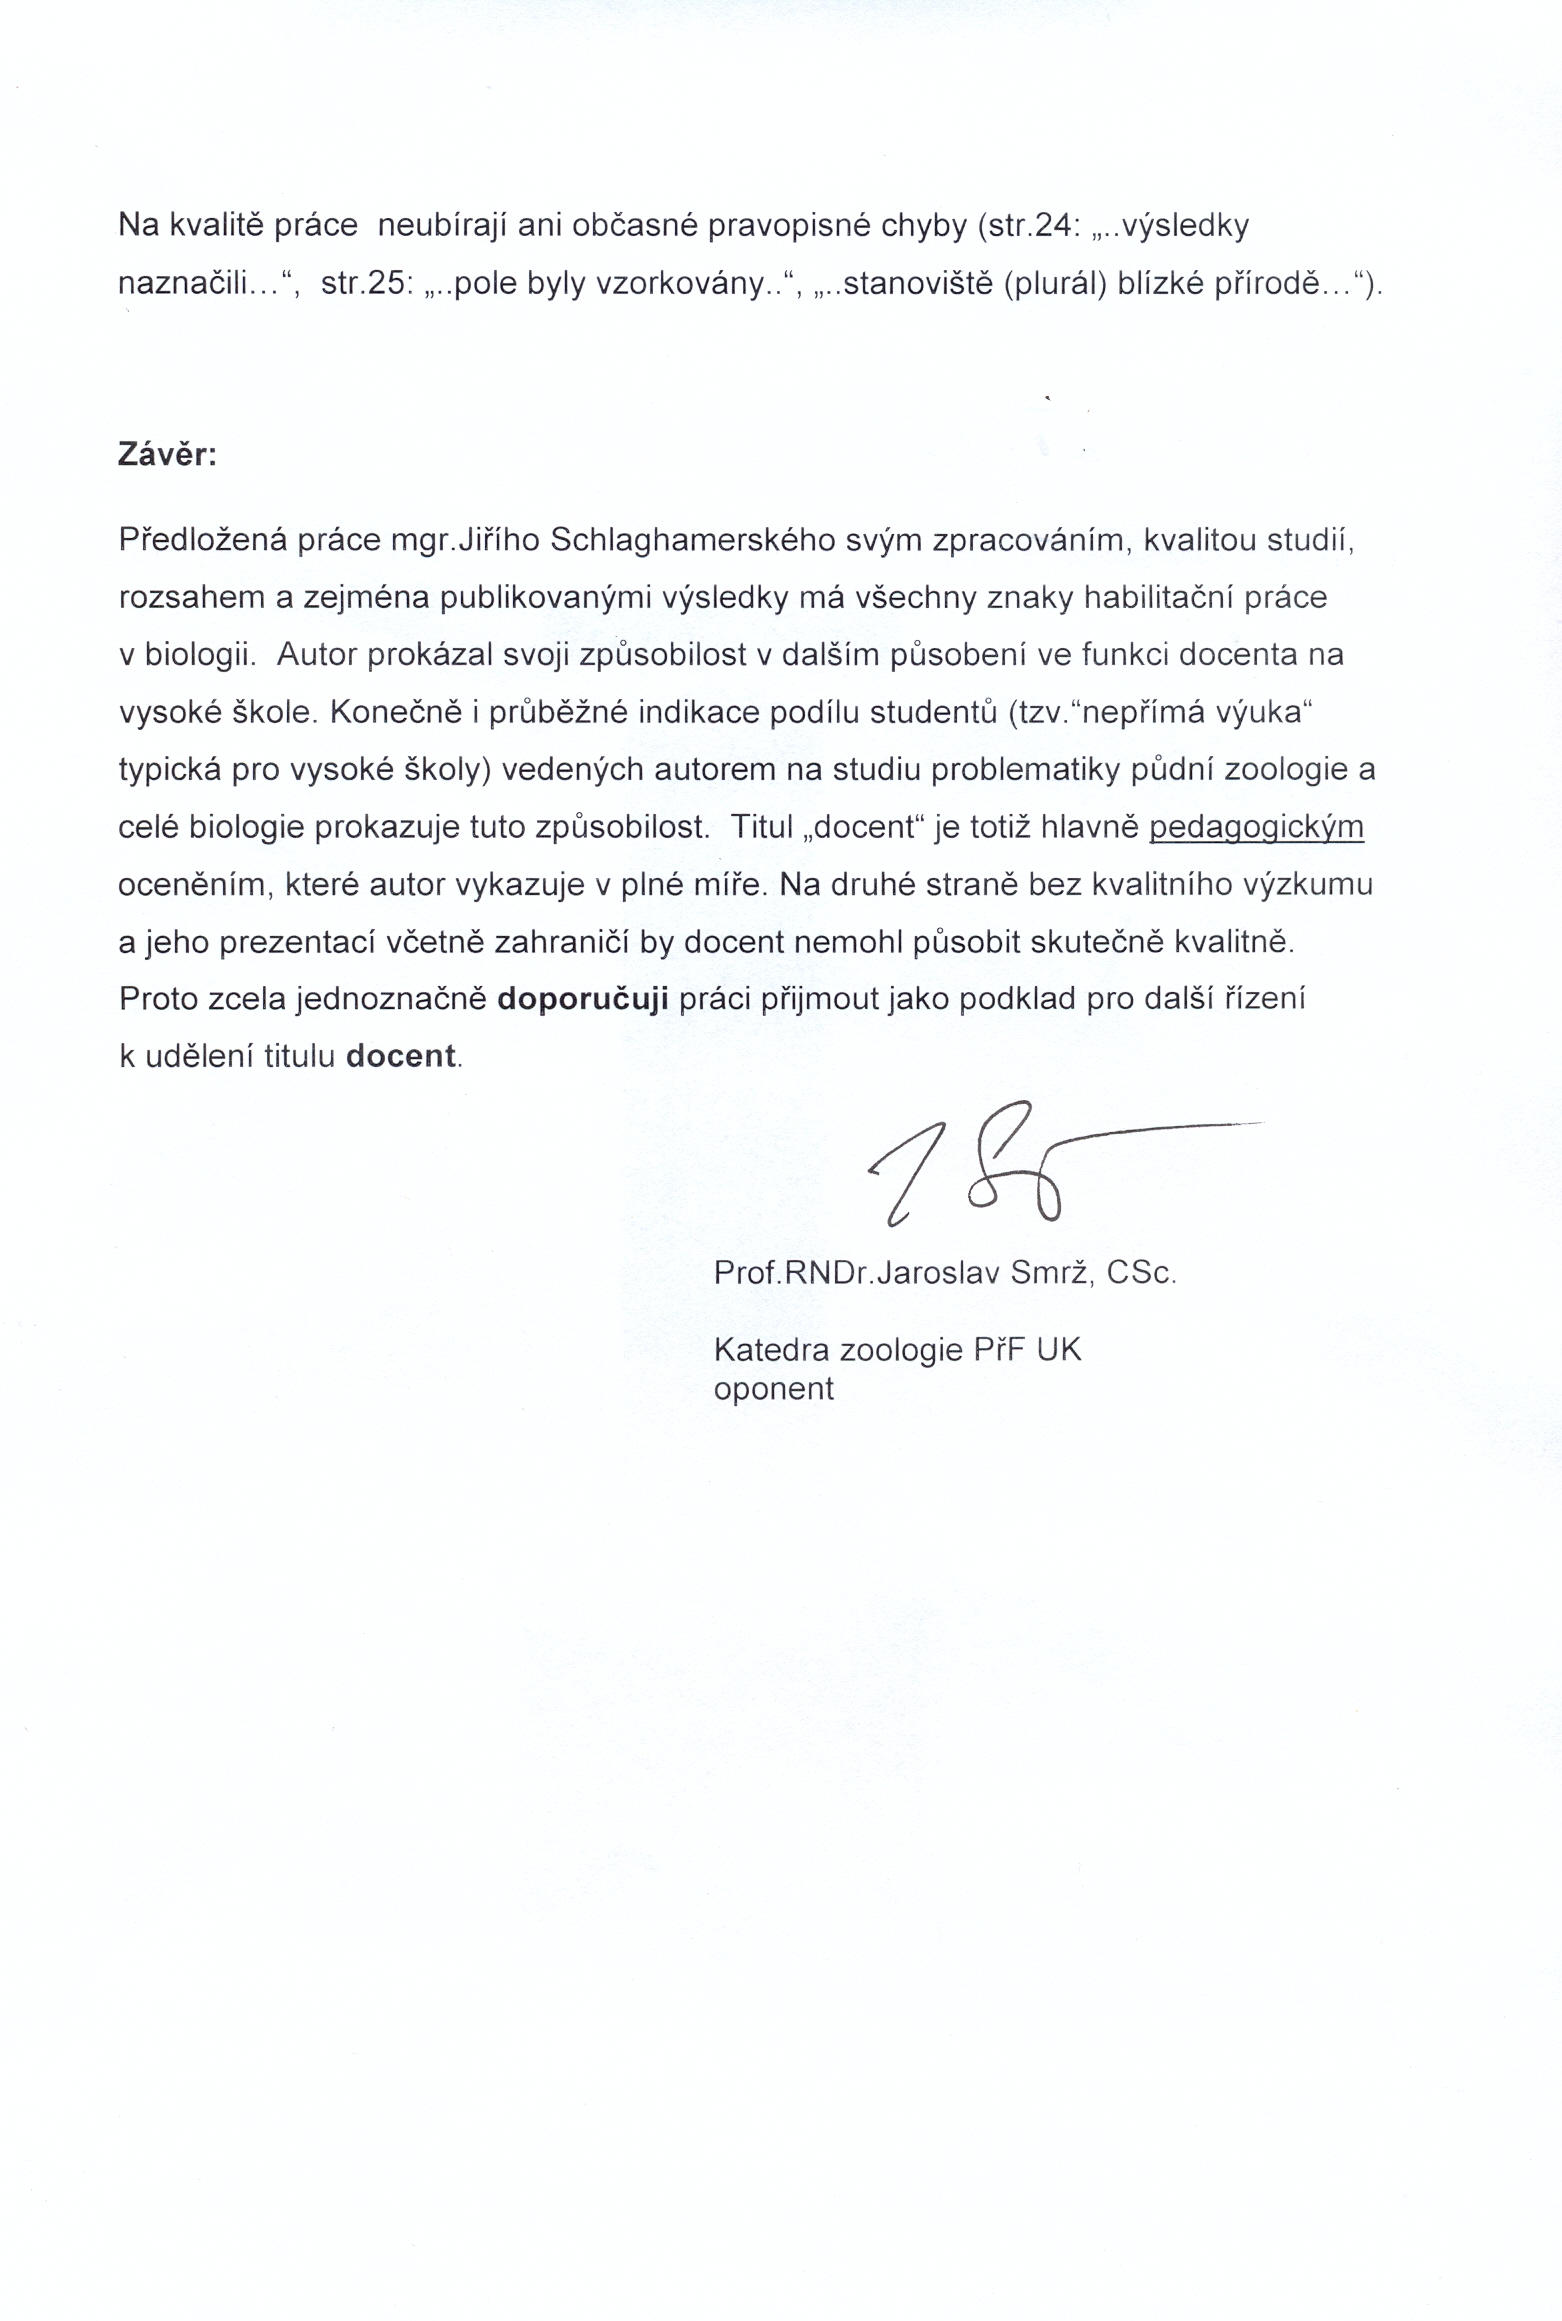 Na kvalitě práce  neubírají ani občasné pravopisné chyby (str.24: „..výsledky
naznačili...“,  str.25: „..pole byly vzorkovány..“, „..stanoviště (plurál) blízké přírodě...“).
Závěr:
Předložená práce mgr.Jiřího Schlaghamerského svým zpracováním, kvalitou studií,
rozsahem a zejména publikovanými výsledky má všechny znaky habilitační práce
v biologii.  Autor prokázal svoji způsobilost v dalším působení ve funkci docenta na
vysoké škole. Konečně i průběžné indikace podílu studentů (tzv.“nepřímá výuka“
typická pro vysoké školy) vedených autorem na studiu problematiky půdní zoologie a
celé biologie prokazuje tuto způsobilost.  Titul „docent“ je totiž hlavně pedagogickým
oceněním, které autor vykazuje v plné míře. Na druhé straně bez kvalitního výzkumu
a jeho prezentací včetně zahraničí by docent nemohl působit skutečně kvalitně.
Proto zcela jednoznačně doporučuji práci přijmout jako podklad pro další řízení
k udělení titulu docent.
Prof.RNDr.Jaroslav Smrž, CSc.
Katedra zoologie PřF UK
oponent